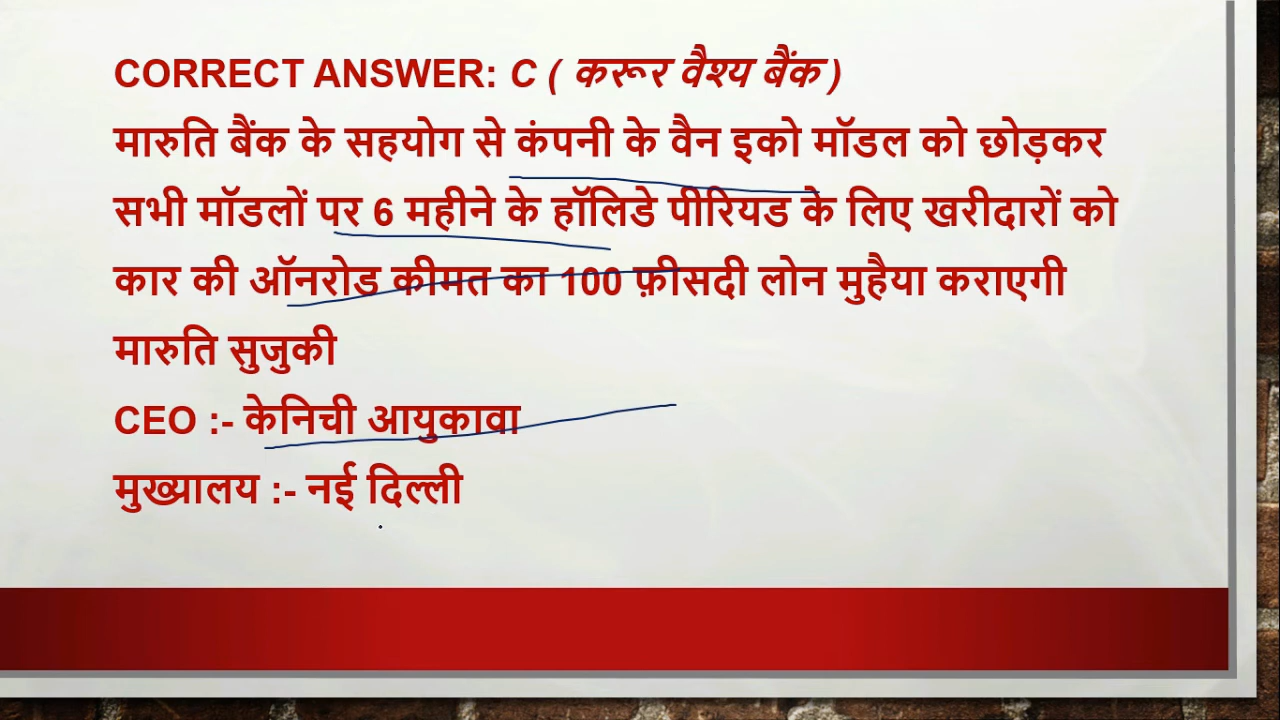 CORRECT ANSWER: C ( करूर वैश्य बैंक )
मारुति बैंक के सहयोग से कंपनी के वैन इको मॉडल को छोड़कर
सभी मॉडलों पर 6 महीने के हॉलिडे पीरियड के लिए खरीदारों को
कार की ऑनरोड कीमत का 100 फ़ीसदी लोन मुहैया कराएगी
मारुति सुजुकी
CEO :- केनिची आयुकावा
मुख्यालय :- नई दिल्ली